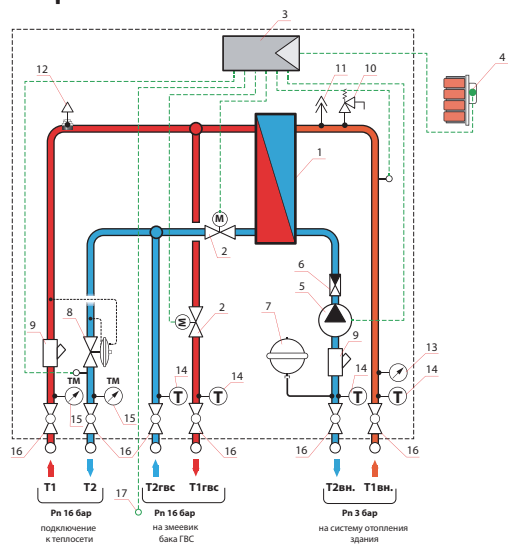 3
4
12
11
10
1
M
2
6
5
7
2
M
9
8
9
13
14
14
14
14
TM
TM
T
T
T
T
15
15
16
16
16
16
16
T1
T2
T2гвс
T1гвс
T2вн.
T1вн.
17
Pn 16 бар
Pn 16 бар
Pn 3 бар
подключение
к теплосети
на змеевик
бака ГВС
на систему отопления
здания